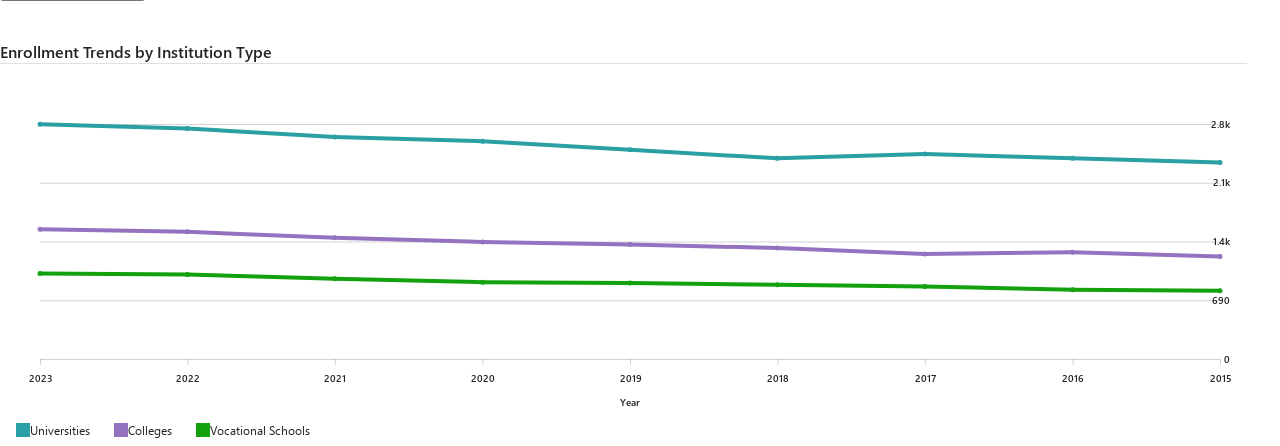 Enrollment Trends by Institution Type
2.8k
2.1k
1.4k
690
0
2023 2022 2021 2020 2019 2018 2017 2016 2015
Year
Universities Colleges Vocational Schools